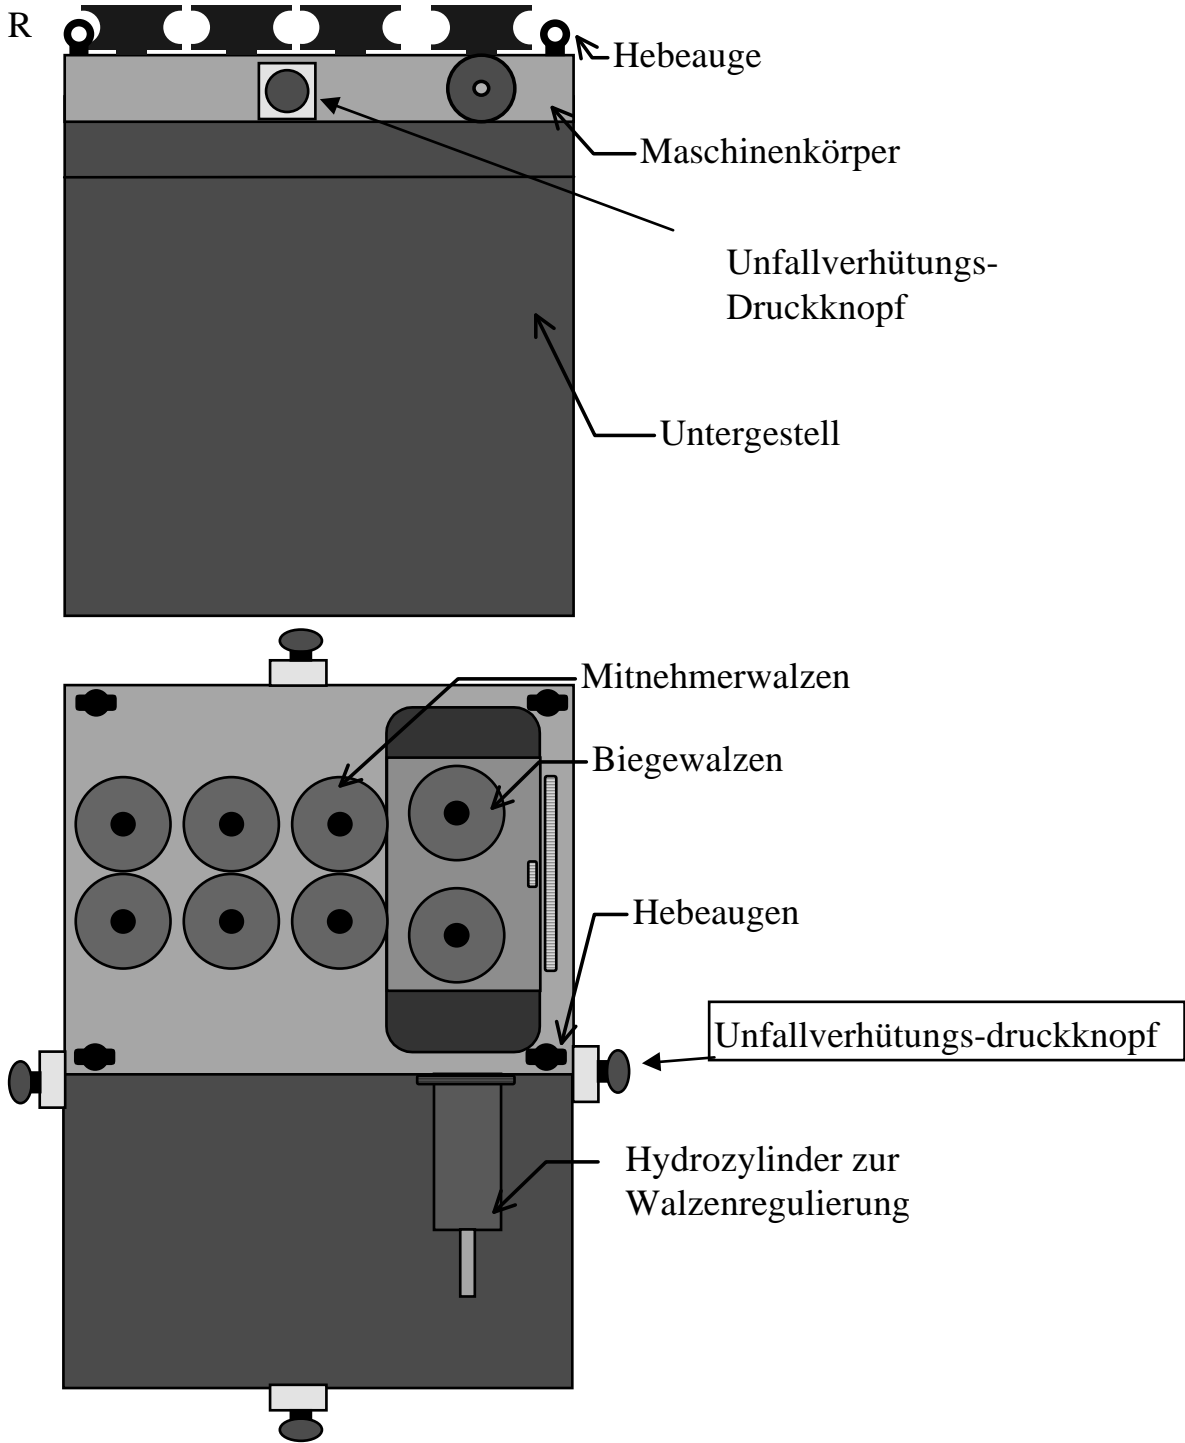 R
Hebeauge
Maschinenkörper
Unfallverhütungs-
Druckknopf
Untergestell
Mitnehmerwalzen
Biegewalzen
Hebeaugen
Unfallverhütungs-druckknopf
Hydrozylinder zur
Walzenregulierung